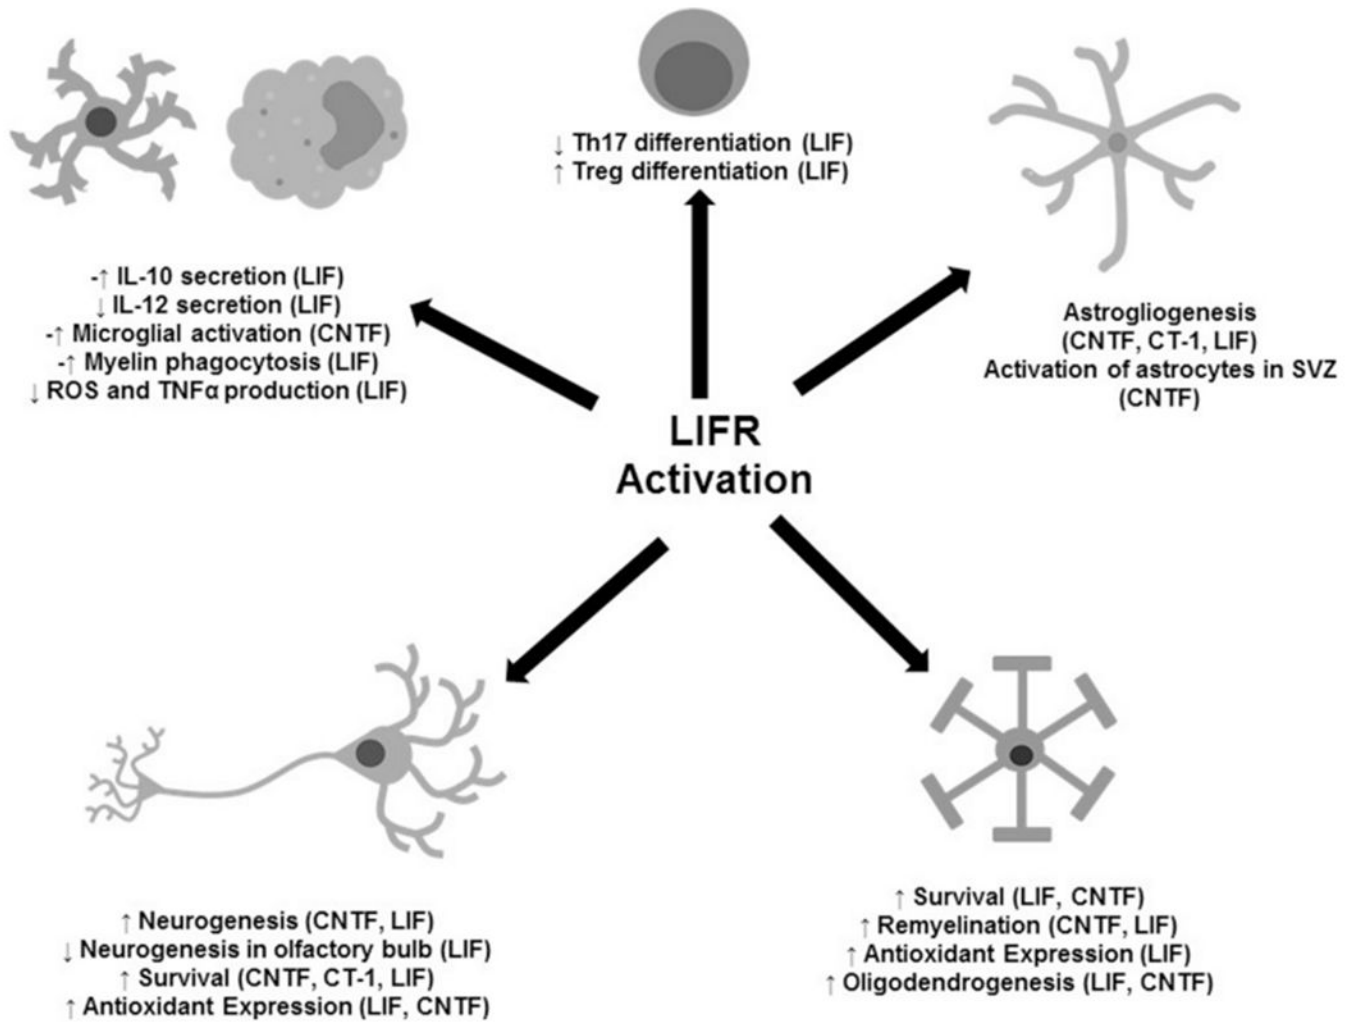 ↓ Th17 differentiation (LIF)
↑ Treg differentiation (LIF)
-↑ IL-10 secretion (LIF)
↓ IL-12 secretion (LIF)
-↑ Microglial activation (CNTF)
-↑ Myelin phagocytosis (LIF)
↓ ROS and TNFα production (LIF)
Astrogliogenesis
(CNTF, CT-1, LIF)
Activation of astrocytes in SVZ
(CNTF)
LIFR
Activation
↑ Neurogenesis (CNTF, LIF)
↓ Neurogenesis in olfactory bulb (LIF)
↑ Survival (CNTF, CT-1, LIF)
↑ Antioxidant Expression (LIF, CNTF)
↑ Survival (LIF, CNTF)
↑ Remyelination (CNTF, LIF)
↑ Antioxidant Expression (LIF)
↑ Oligodendrogenesis (LIF, CNTF)